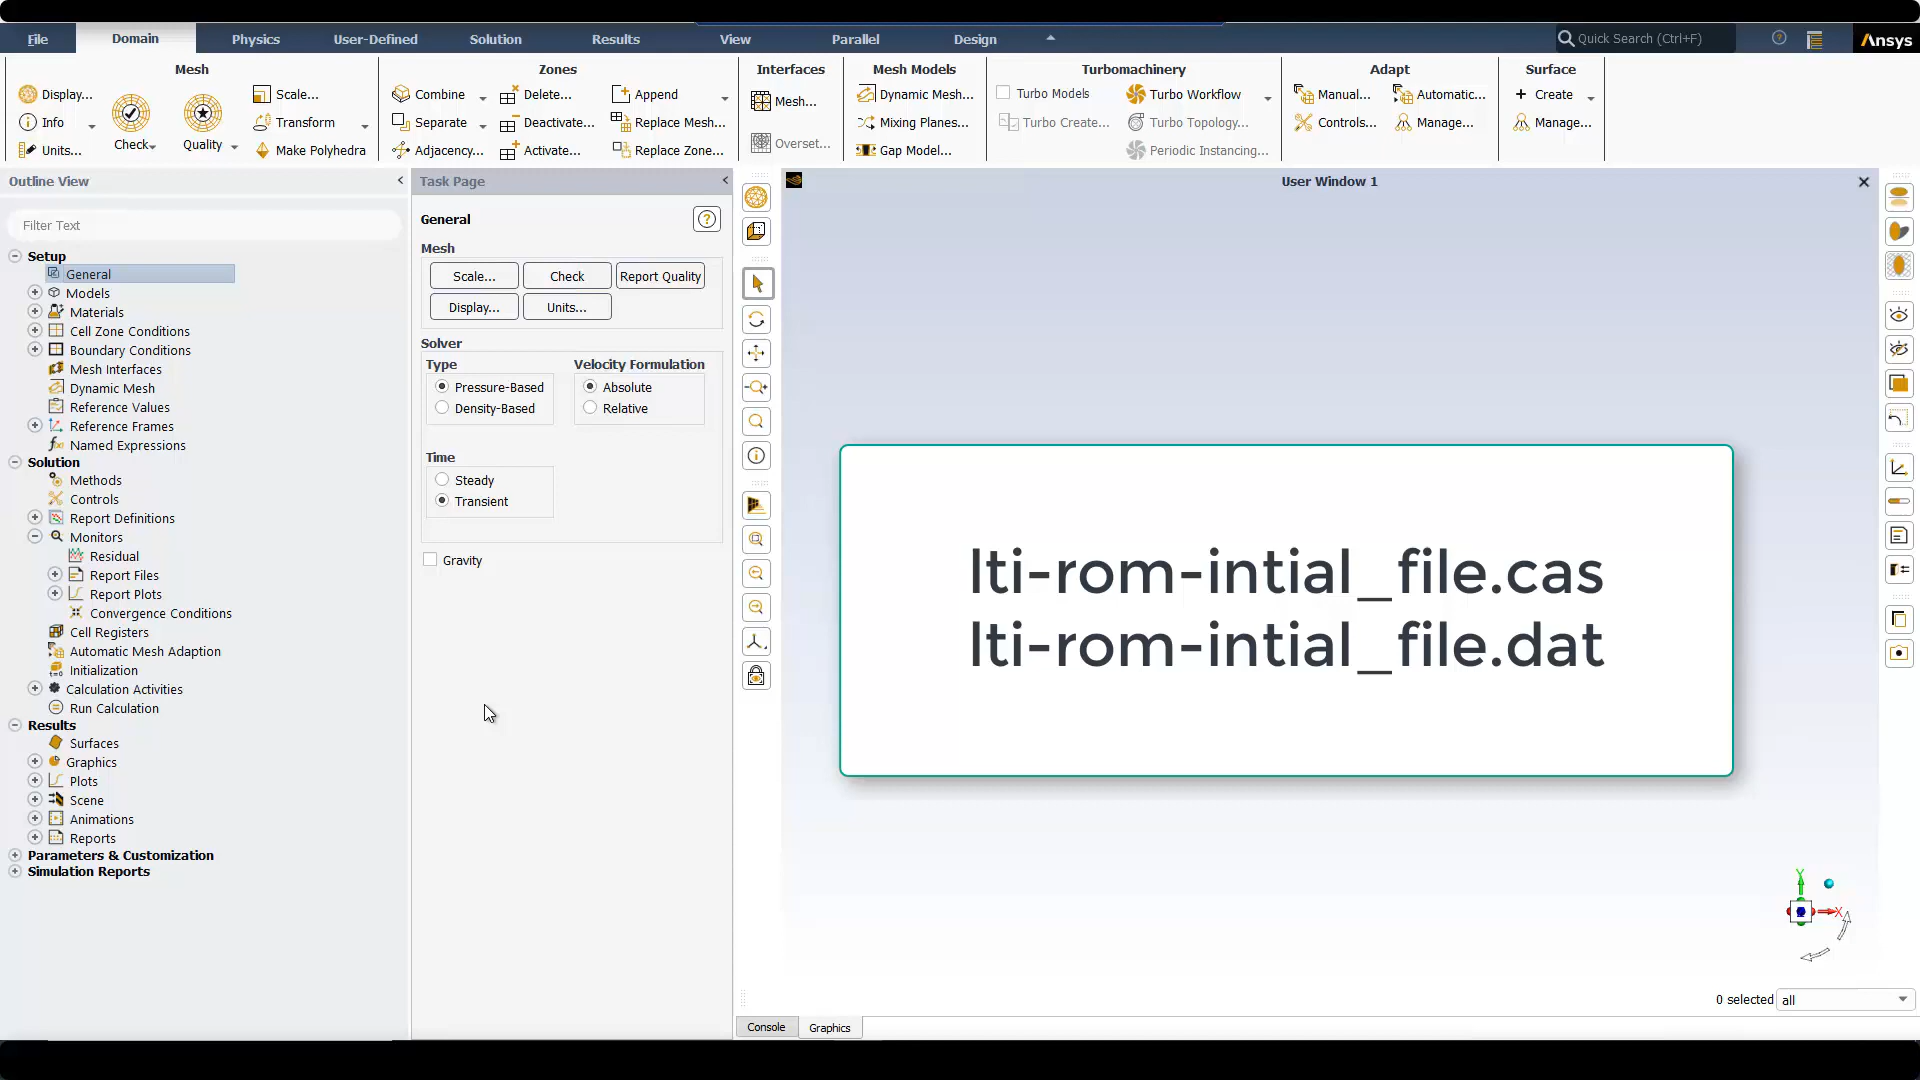 File
Domain
Physics
User-Defined
Solution
Results
View
Parallel
Design
Quick Search (Ctrl+F)
Ansys
Mesh
Display...
Info
Units...
Check
Quality
Scale...
Transform
Make Polyhedra
Zones
Combine
Separate
Adjacency...
Delete...
Deactivate...
Activate...
Append
Replace Mesh...
Replace Zone...
Interfaces
Mesh...
Overset...
Mesh Models
Dynamic Mesh...
Mixing Planes...
Gap Model...
Turbomachinery
Turbo Models
Turbo Create...
Turbo Workflow
Turbo Topology...
Periodic Instancing...
Adapt
Manual...
Controls...
Automatic...
Manage...
Surface
Create
Manage...
Outline View
Filter Text
Setup
General
Models
Materials
Cell Zone Conditions
Boundary Conditions
Mesh Interfaces
Dynamic Mesh
Reference Values
Reference Frames
Named Expressions
Solution
Methods
Controls
Report Definitions
Monitors
Residual
Report Files
Report Plots
Convergence Conditions
Cell Registers
Automatic Mesh Adaption
Initialization
Calculation Activities
Run Calculation
Results
Surfaces
Graphics
Plots
Scene
Animations
Reports
Parameters & Customization
Simulation Reports
Task Page
General
Mesh
Scale...
Check
Report Quality
Display...
Units...
Solver
Type
Pressure-Based
Density-Based
Velocity Formulation
Absolute
Relative
Time
Steady
Transient
Gravity
User Window 1
lti-rom-intial_file.cas
lti-rom-intial_file.dat
Y
X
0 selected
all
Console
Graphics